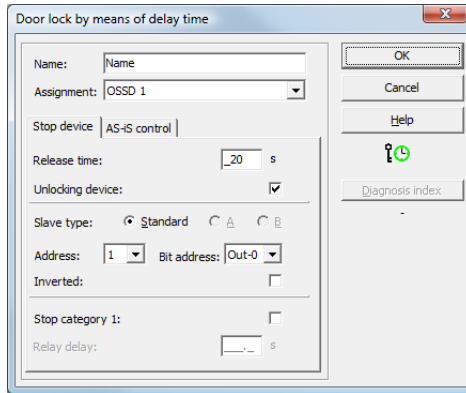 Door lock by means of delay time
Name: Name
Assignment: OSSD 1
OK
Cancel
Help
Diagnosis index
-
Stop device AS-iS control
Release time: _20 s
Unlocking device:
Slave type: Standard A B
Address: 1 Bit address: Out-0
Inverted:
Stop category 1:
Relay delay: ___._ s